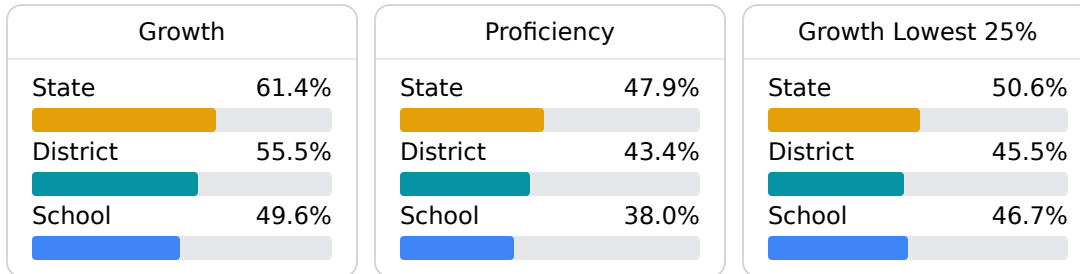 Growth
State 61.4%
District 55.5%
School 49.6%
Proficiency
State 47.9%
District 43.4%
School 38.0%
Growth Lowest 25%
State 50.6%
District 45.5%
School 46.7%